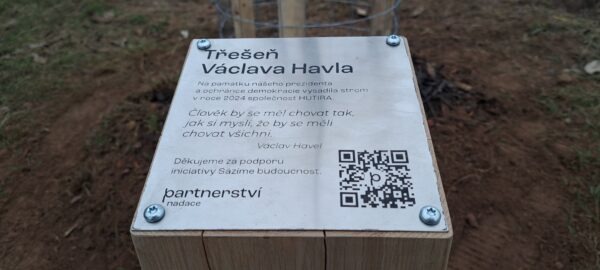 Třešeň
Václava Havla
Na památku našeho prezidenta
a ochránce demokracie vysadila strom
v roce 2024 společnost HUTIRA.
Člověk by se měl chovat tak,
jak si myslí, že by se měli
chovat všichni.
Václav Havel
Děkujeme za podporu
iniciativy Sázíme budoucnost.
partnerství
nadace